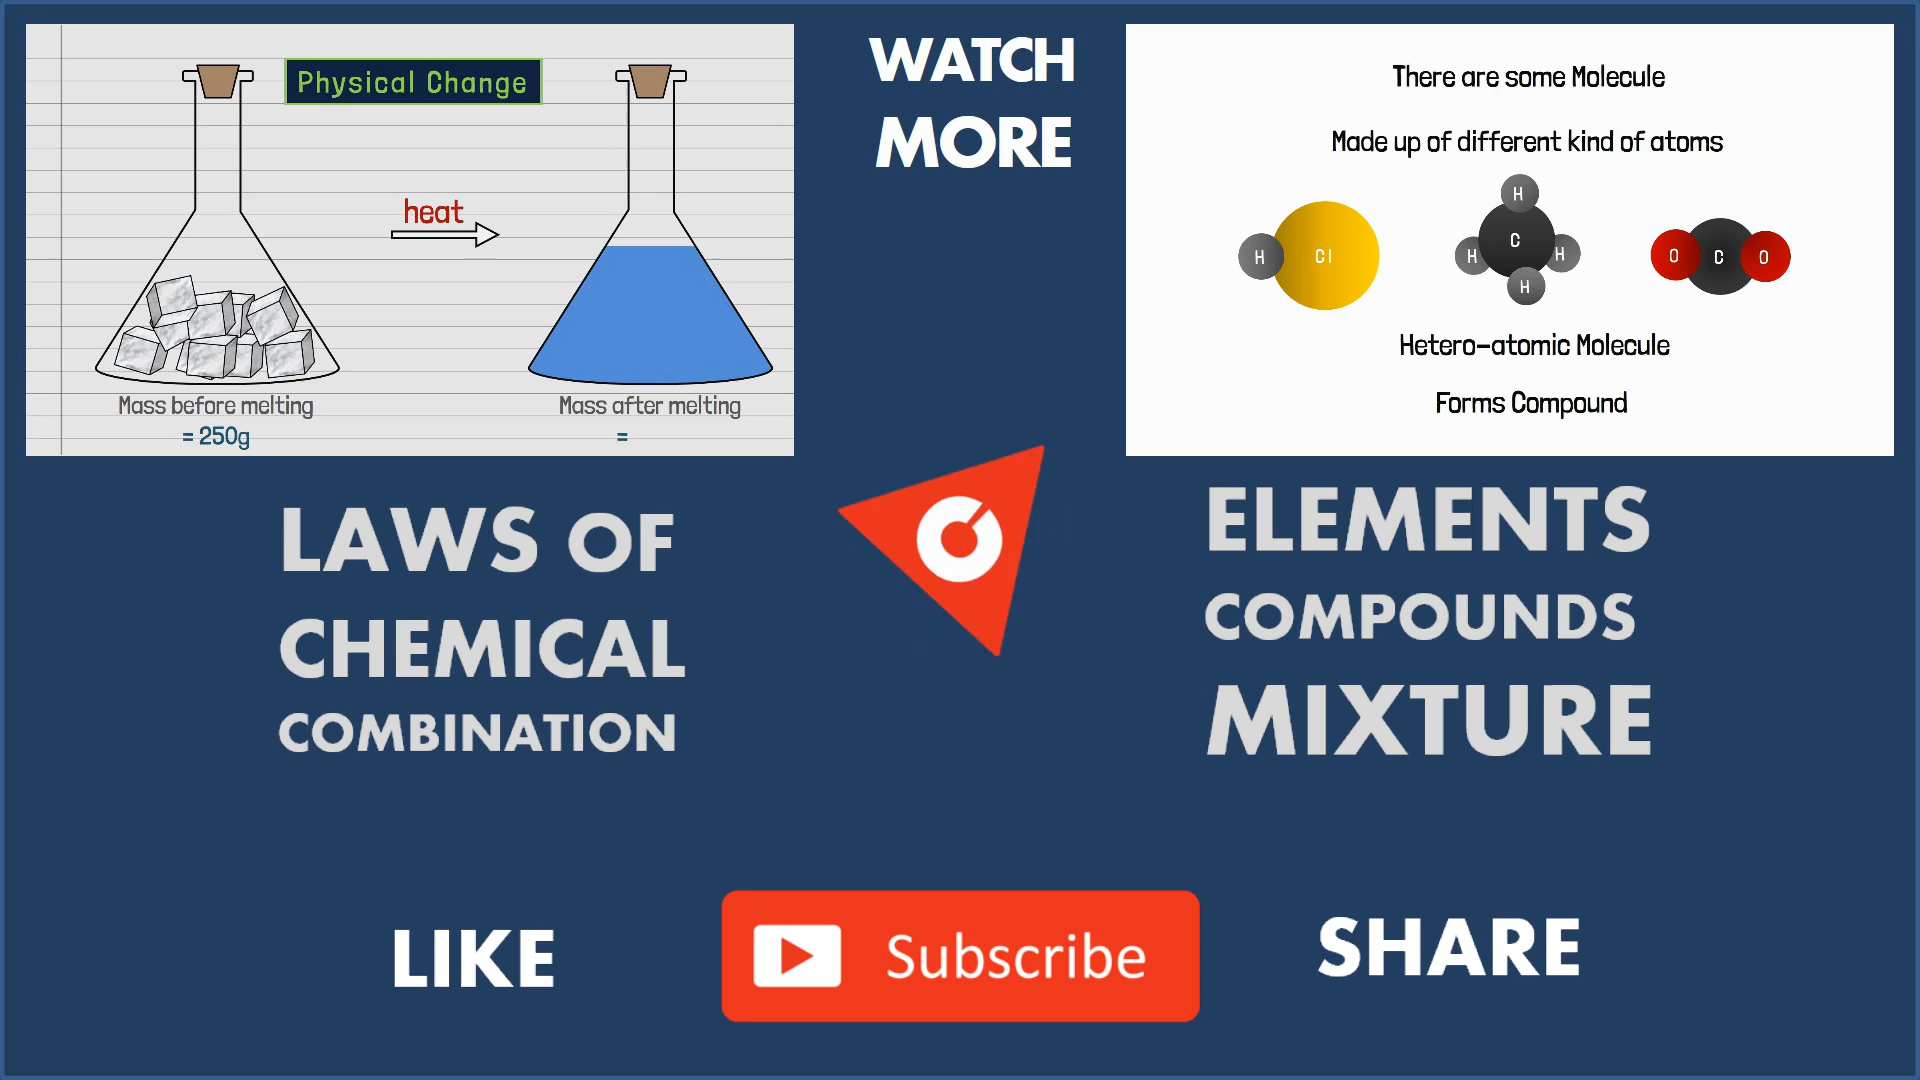 Physical Change
heat
Mass before melting
= 250g
Mass after melting
=
WATCH
MORE
There are some Molecule
Made up of different kind of atoms
H Cl
H
C
H H
H
O C O
Hetero-atomic Molecule
Forms Compound
LAWS OF
CHEMICAL
COMBINATION
ELEMENTS
COMPOUNDS
MIXTURE
LIKE
Subscribe
SHARE